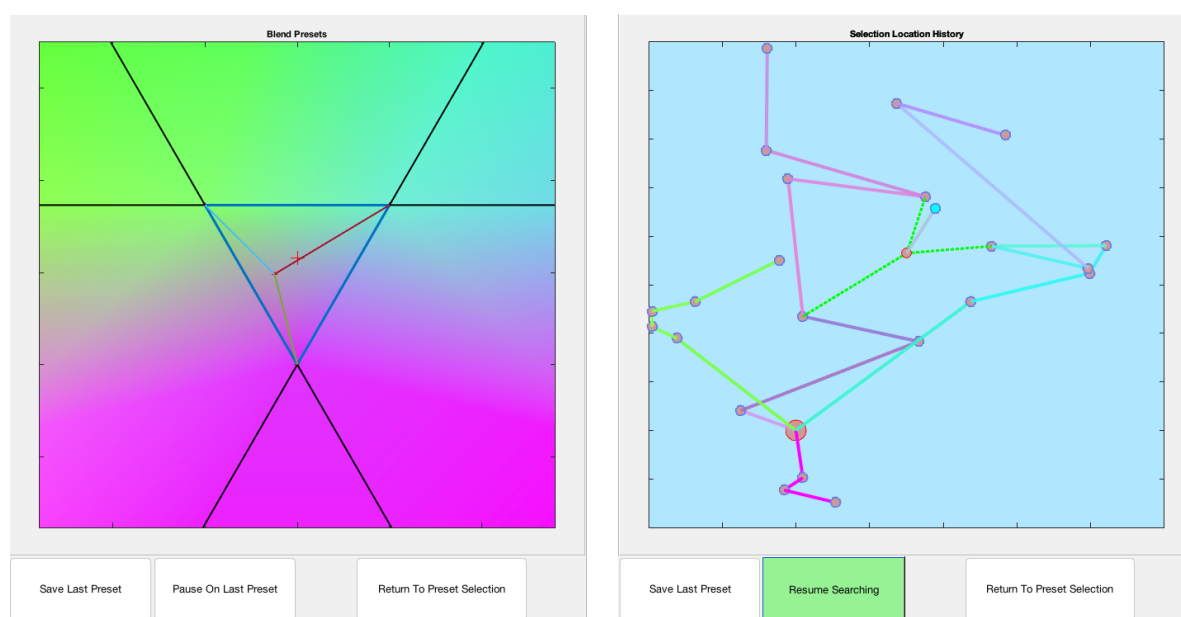 Blend Presets
Selection Location History
Save Last Preset
Pause On Last Preset
Return To Preset Selection
Save Last Preset
Resume Searching
Return To Preset Selection